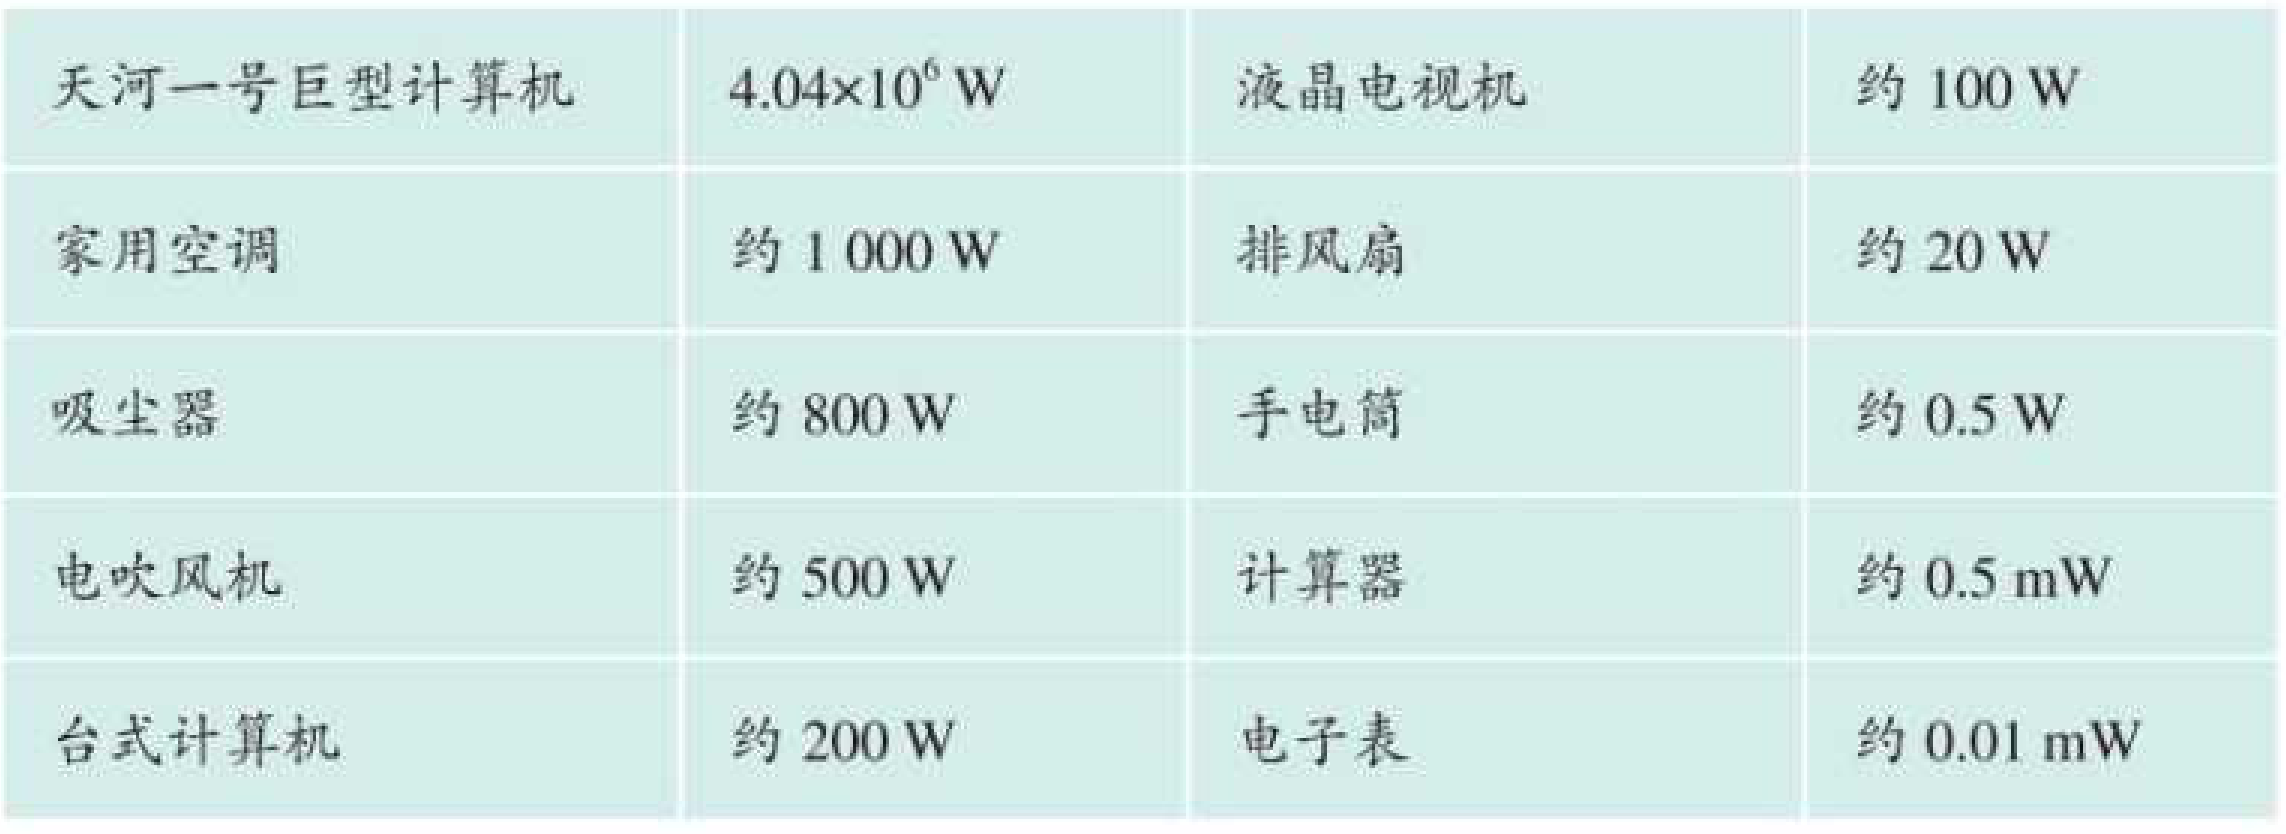 天河一号巨型计算机 4.04×10⁶ W 液晶电视机 约 100 W
家用空调 约 1 000 W 排风扇 约 20 W
吸尘器 约 800 W 手电筒 约 0.5 W
电吹风机 约 500 W 计算器 约 0.5 mW
台式计算机 约 200 W 电子表 约 0.01 mW